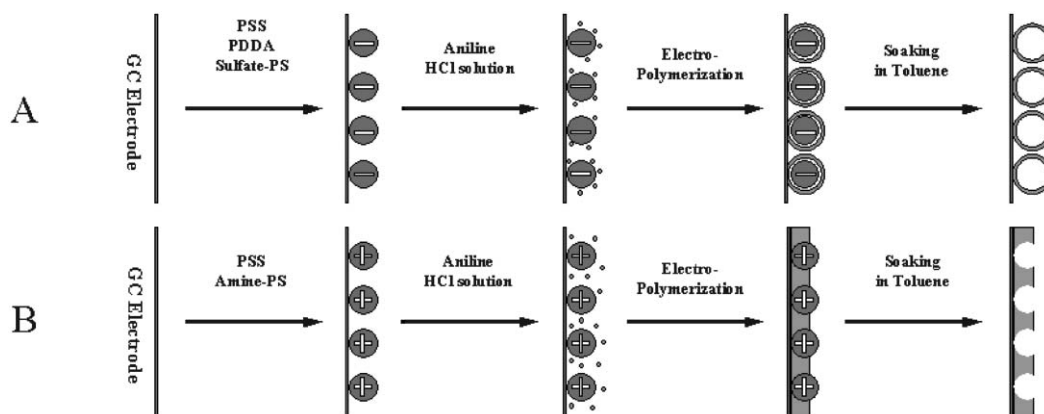 A
GC Electrode
PSS
PDDA
Sulfate-PS
Aniline
HCl solution
Electro-
Polymerization
Soaking
in Toluene
B
GC Electrode
PSS
Amine-PS
Aniline
HCl solution
Electro-
Polymerization
Soaking
in Toluene